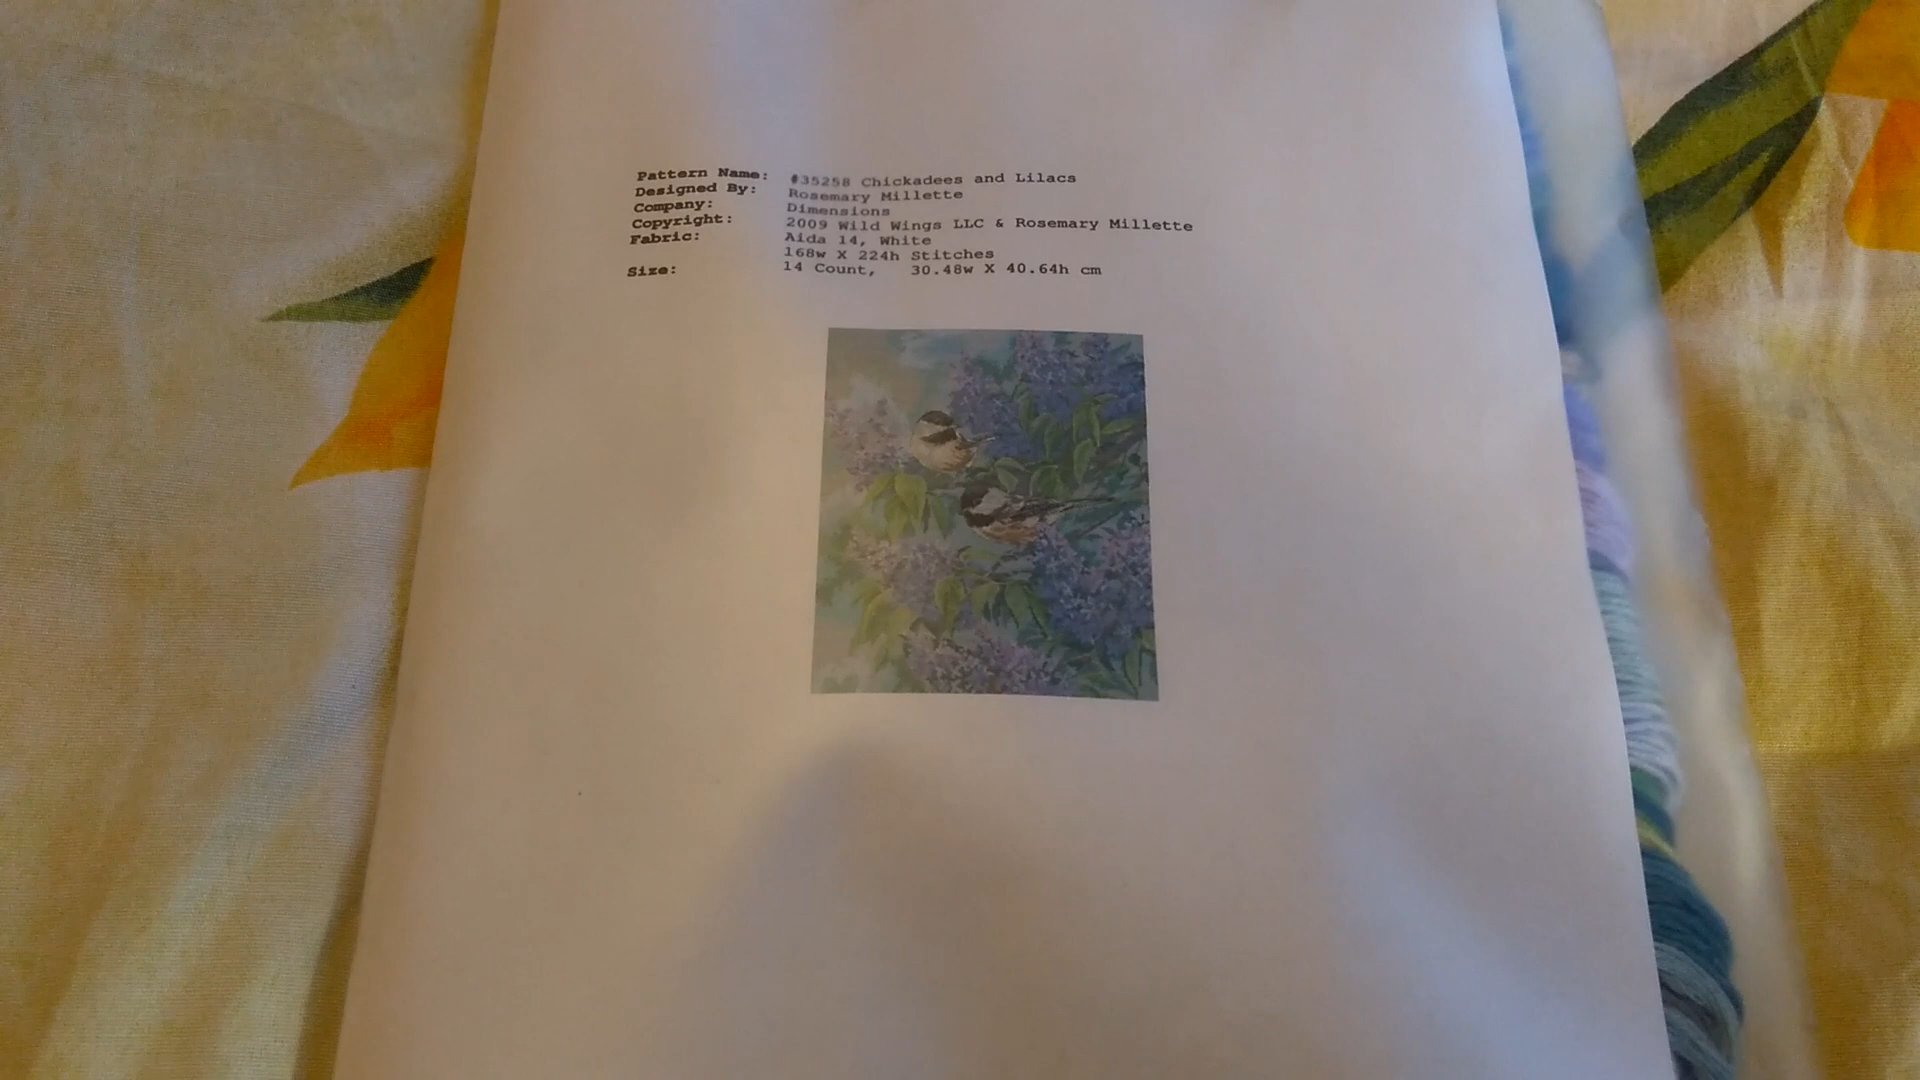 Pattern Name: #35258 Chickadees and Lilacs
Designed By: Rosemary Millette
Company: Dimensions
Copyright: 2009 Wild Wings LLC & Rosemary Millette
Fabric: Aida 14, White
168w X 224h Stitches
Size: 14 Count, 30.48w X 40.64h cm